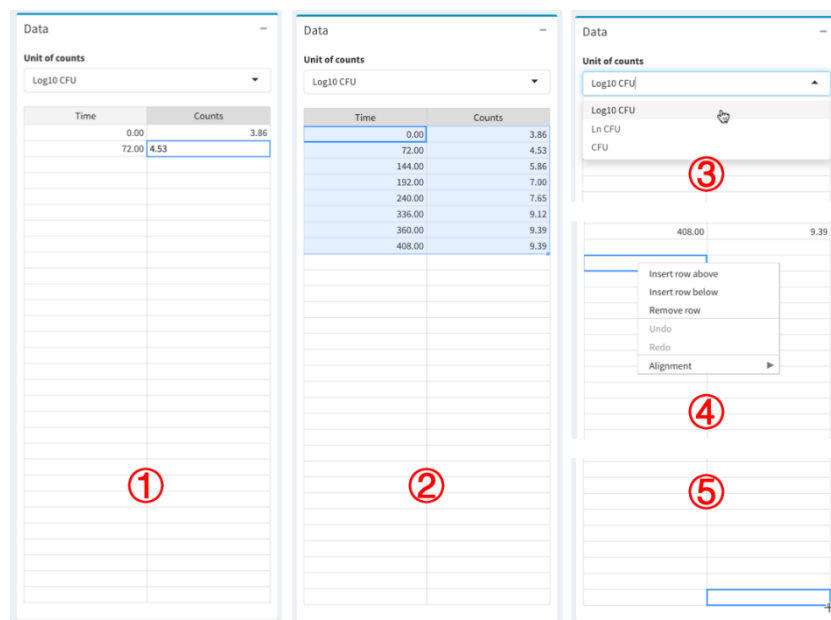 Data −
Unit of counts
Log10 CFU
Time Counts
0.00 3.86
72.00 4.53
①
Data −
Unit of counts
Log10 CFU
Time Counts
0.00 3.86
72.00 4.53
144.00 5.86
192.00 7.00
240.00 7.65
336.00 9.12
360.00 9.39
408.00 9.39
②
Data −
Unit of counts
Log10 CFU
Log10 CFU
Ln CFU
CFU
③
408.00 9.39
Insert row above
Insert row below
Remove row
Undo
Redo
Alignment
④
⑤